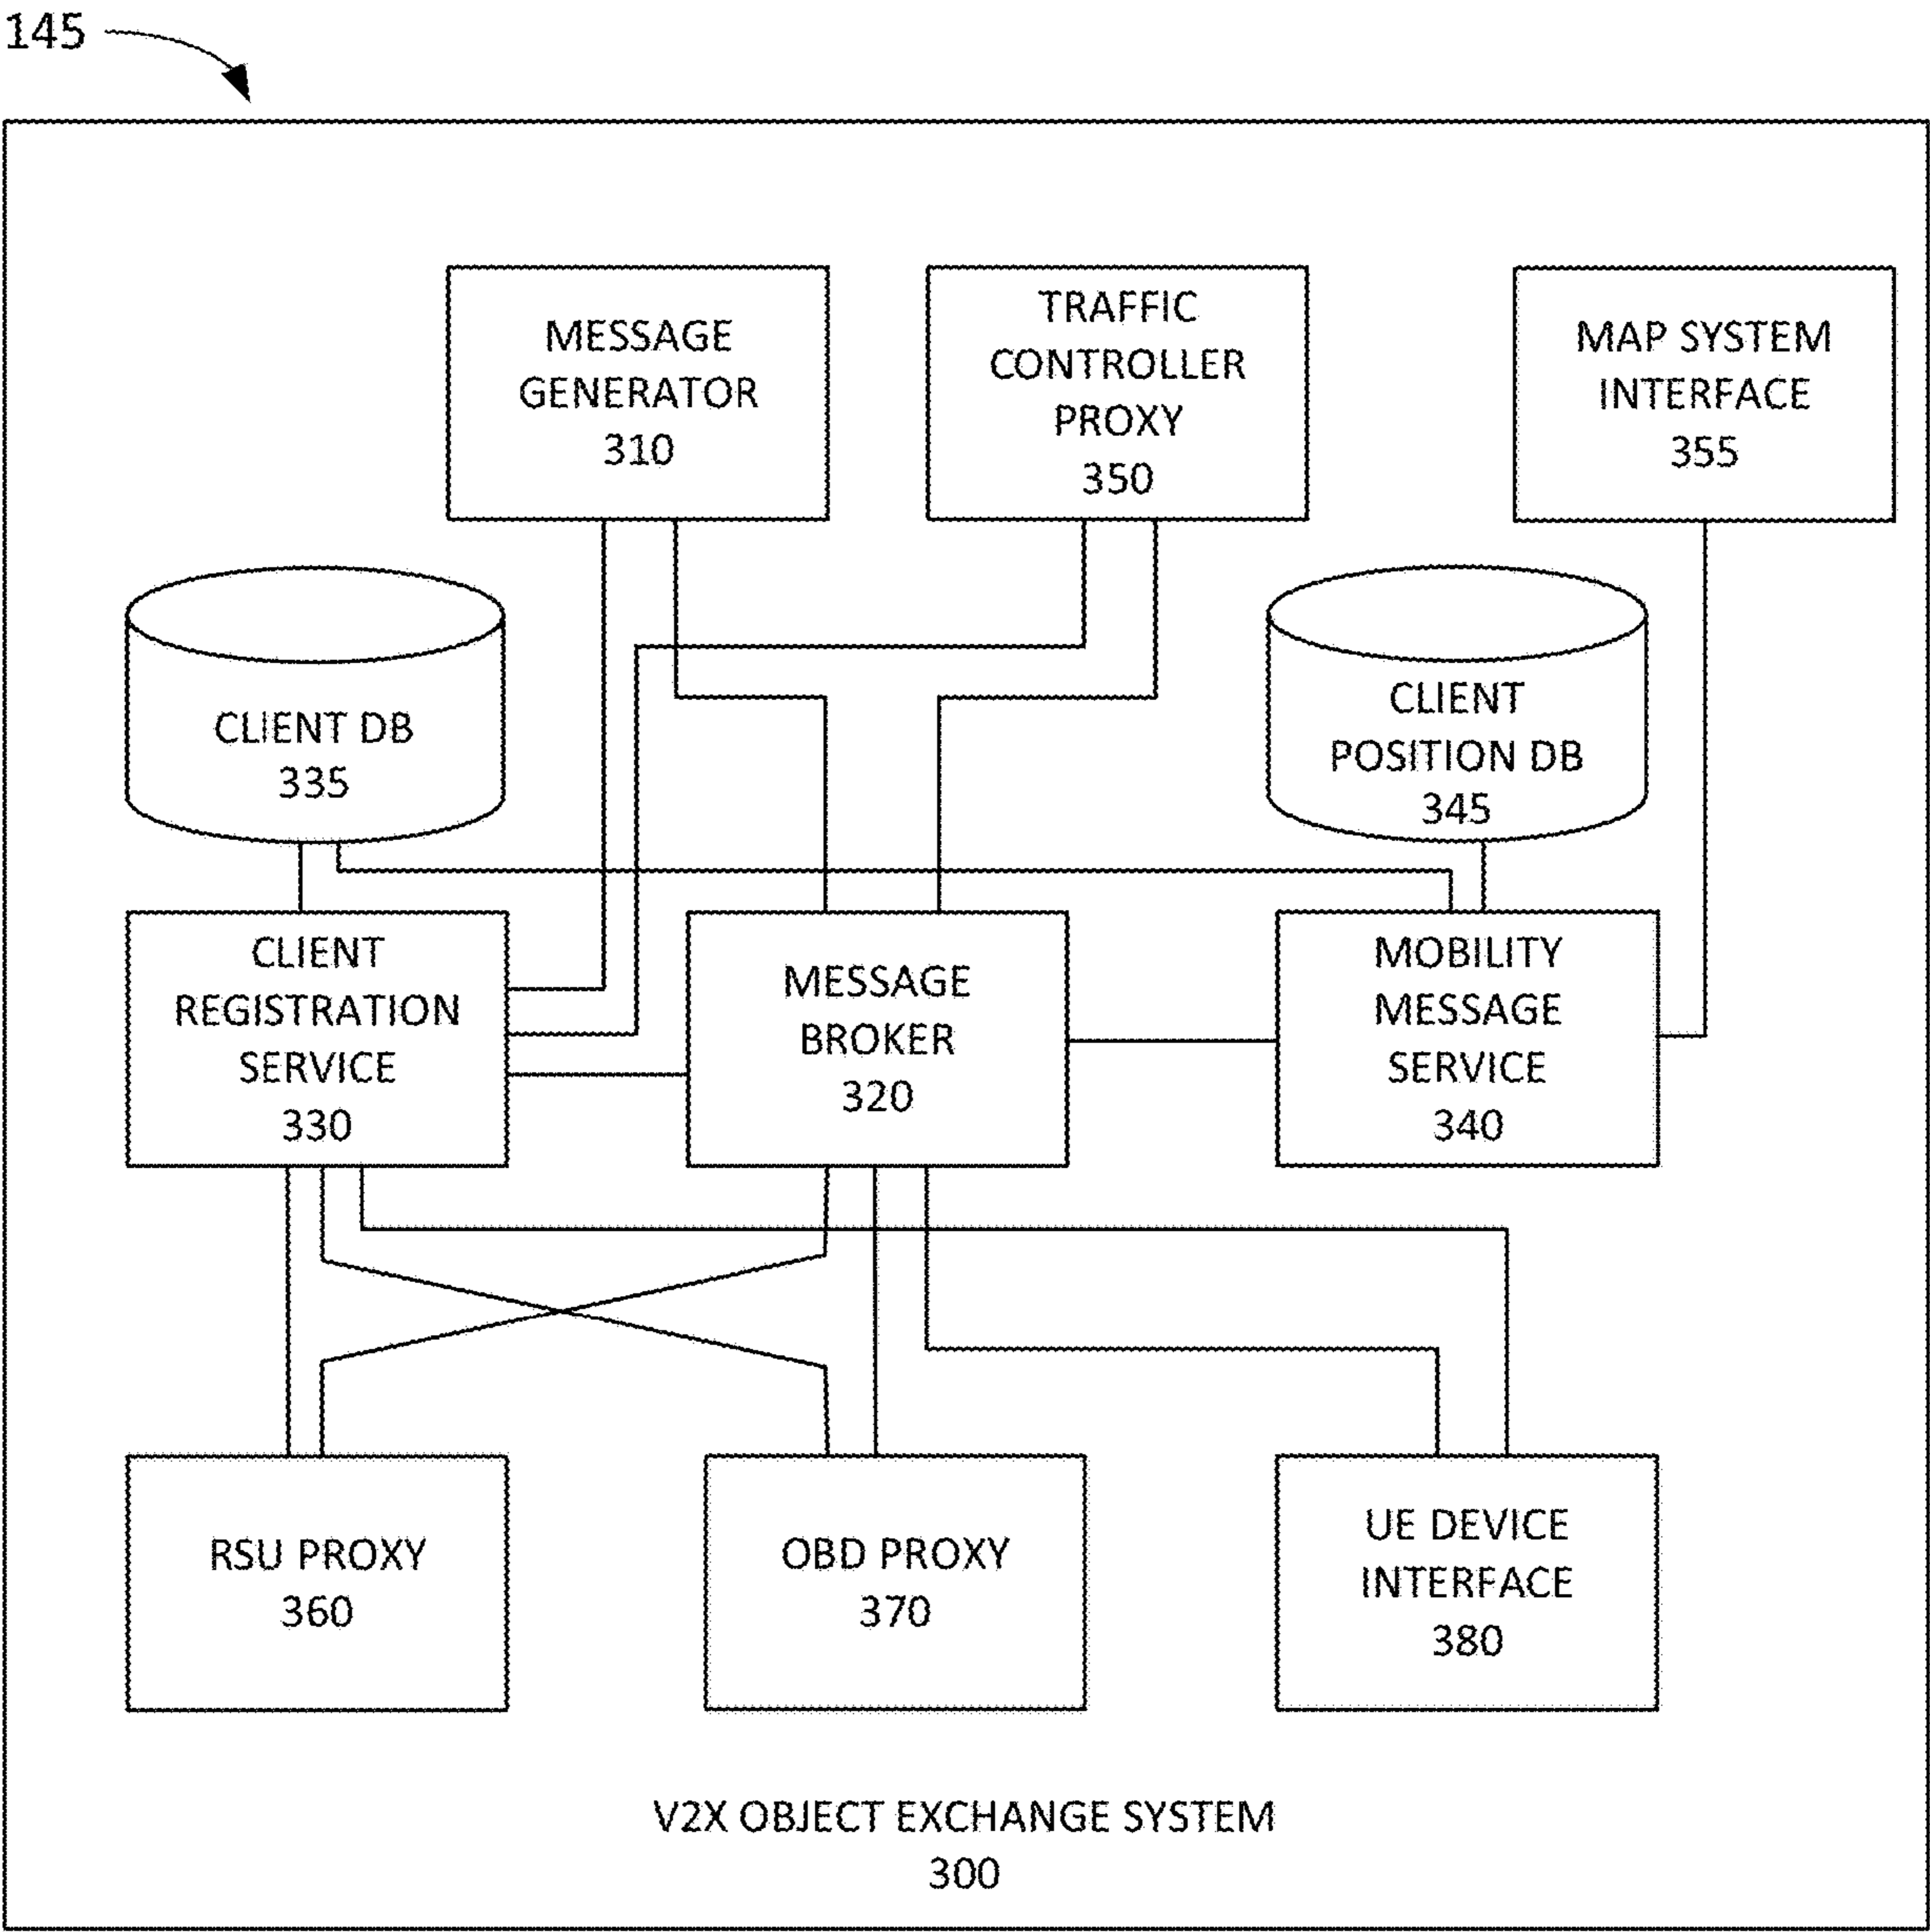 145
MESSAGE
GENERATOR
310
TRAFFIC
CONTROLLER
PROXY
350
MAP SYSTEM
INTERFACE
355
CLIENT DB
335
CLIENT
POSITION DB
345
CLIENT
REGISTRATION
SERVICE
330
MESSAGE
BROKER
320
MOBILITY
MESSAGE
SERVICE
340
RSU PROXY
360
OBD PROXY
370
UE DEVICE
INTERFACE
380
V2X OBJECT EXCHANGE SYSTEM
300